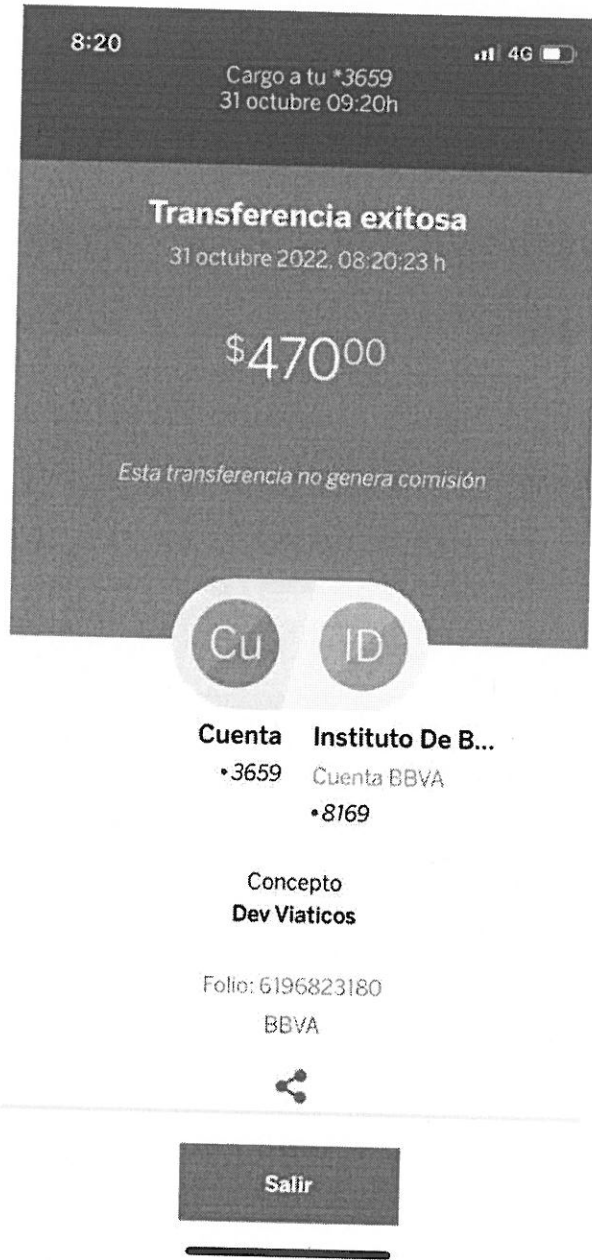 8:20
4G
Cargo a tu *3659
31 octubre 09:20h
Transferencia exitosa
31 octubre 2022, 08:20:23 h
$470⁰⁰
Esta transferencia no genera comisión
Cu ID
Cuenta Instituto De B...
•3659 Cuenta BBVA
•8169
Concepto
Dev Viaticos
Folio: 6196823180
BBVA
Salir